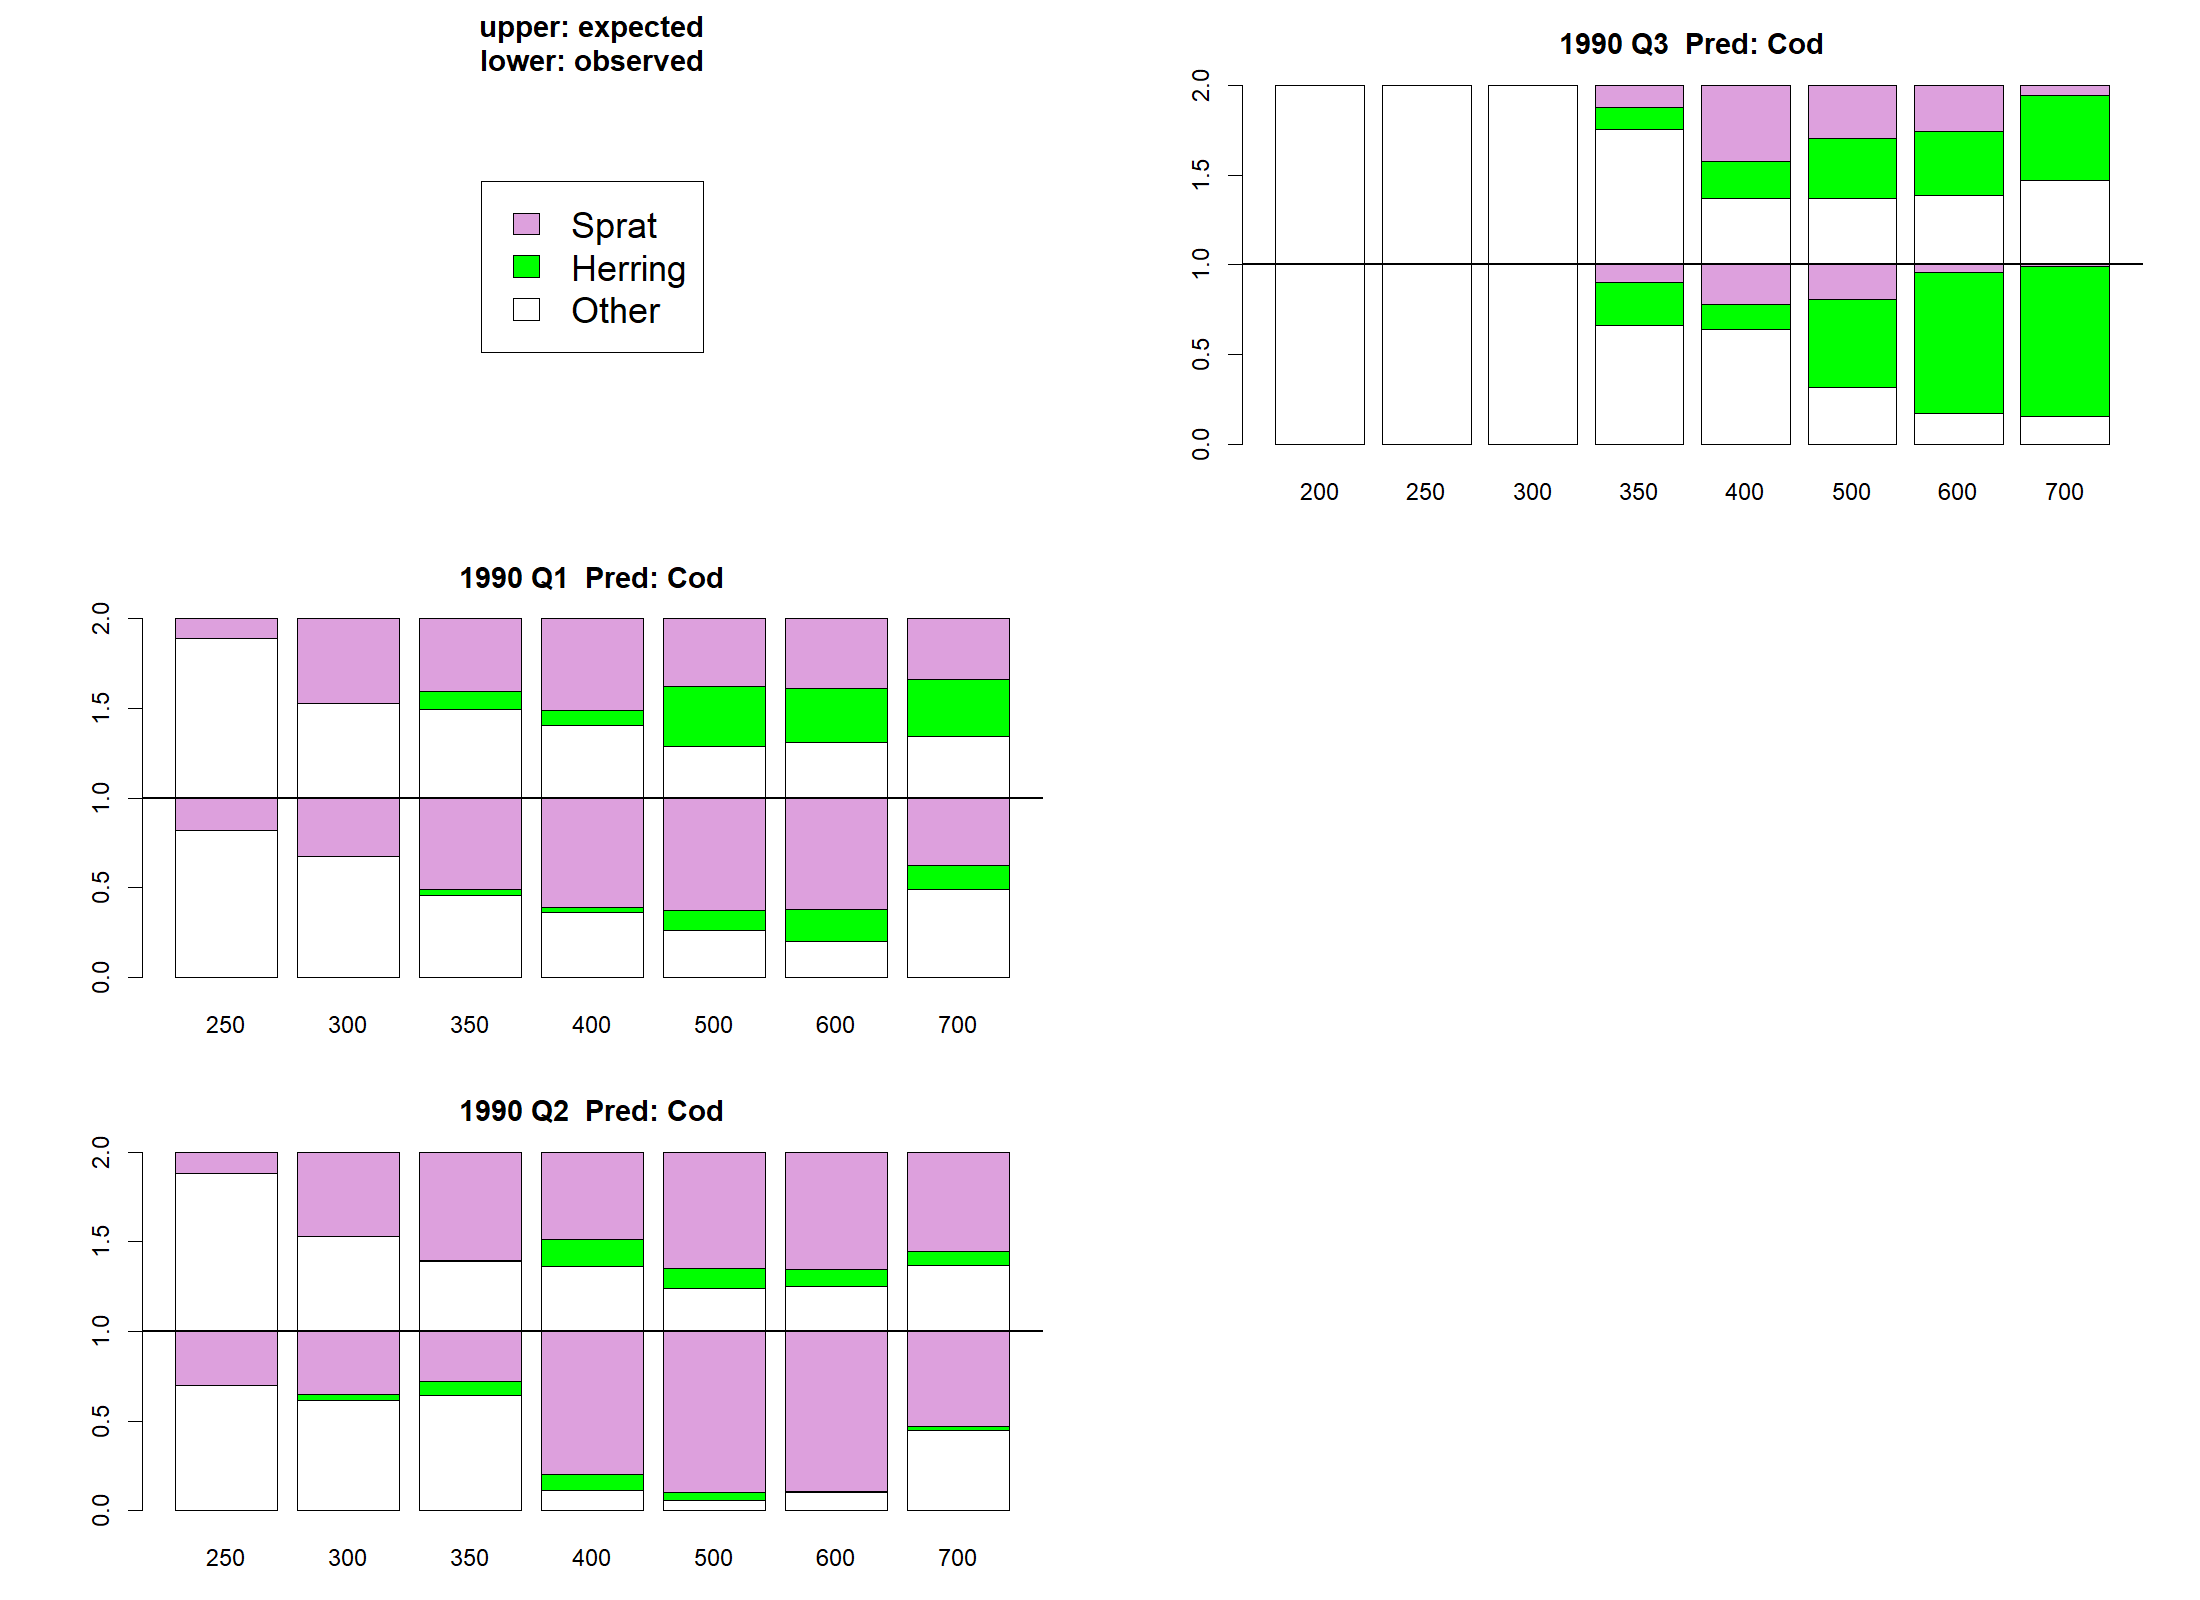 upper: expected
lower: observed
Sprat
Herring
Other
1990 Q1  Pred: Cod
2.0
1.5
1.0
0.5
0.0
250 300 350 400 500 600 700
1990 Q2  Pred: Cod
2.0
1.5
1.0
0.5
0.0
250 300 350 400 500 600 700
1990 Q3  Pred: Cod
2.0
1.5
1.0
0.5
0.0
200 250 300 350 400 500 600 700